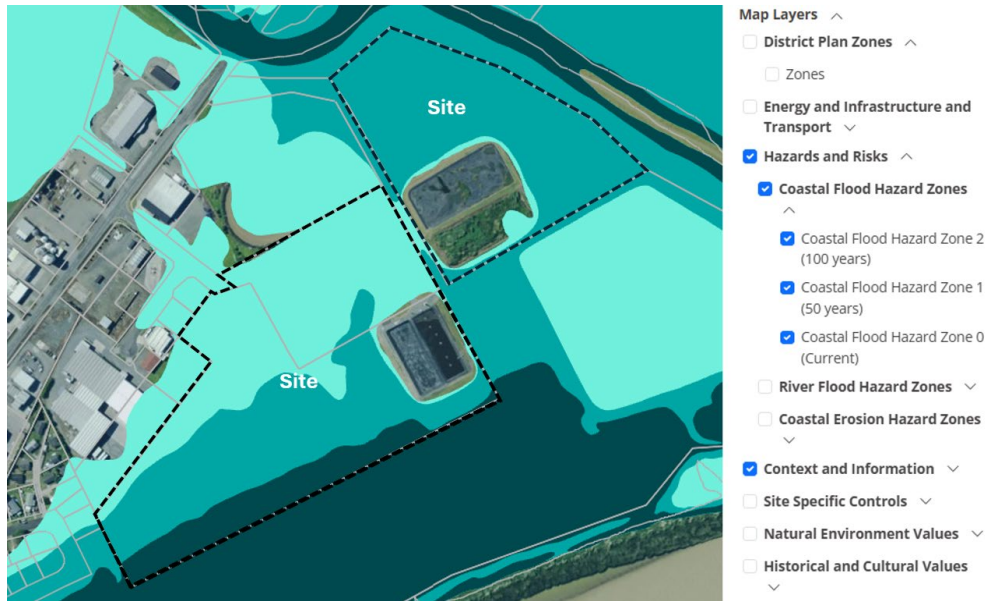 Map Layers
District Plan Zones
Zones
Energy and Infrastructure and
Transport
Hazards and Risks
Coastal Flood Hazard Zones
Coastal Flood Hazard Zone 2
(100 years)
Coastal Flood Hazard Zone 1
(50 years)
Coastal Flood Hazard Zone 0
(Current)
River Flood Hazard Zones
Coastal Erosion Hazard Zones
Context and Information
Site Specific Controls
Natural Environment Values
Historical and Cultural Values
Site
Site